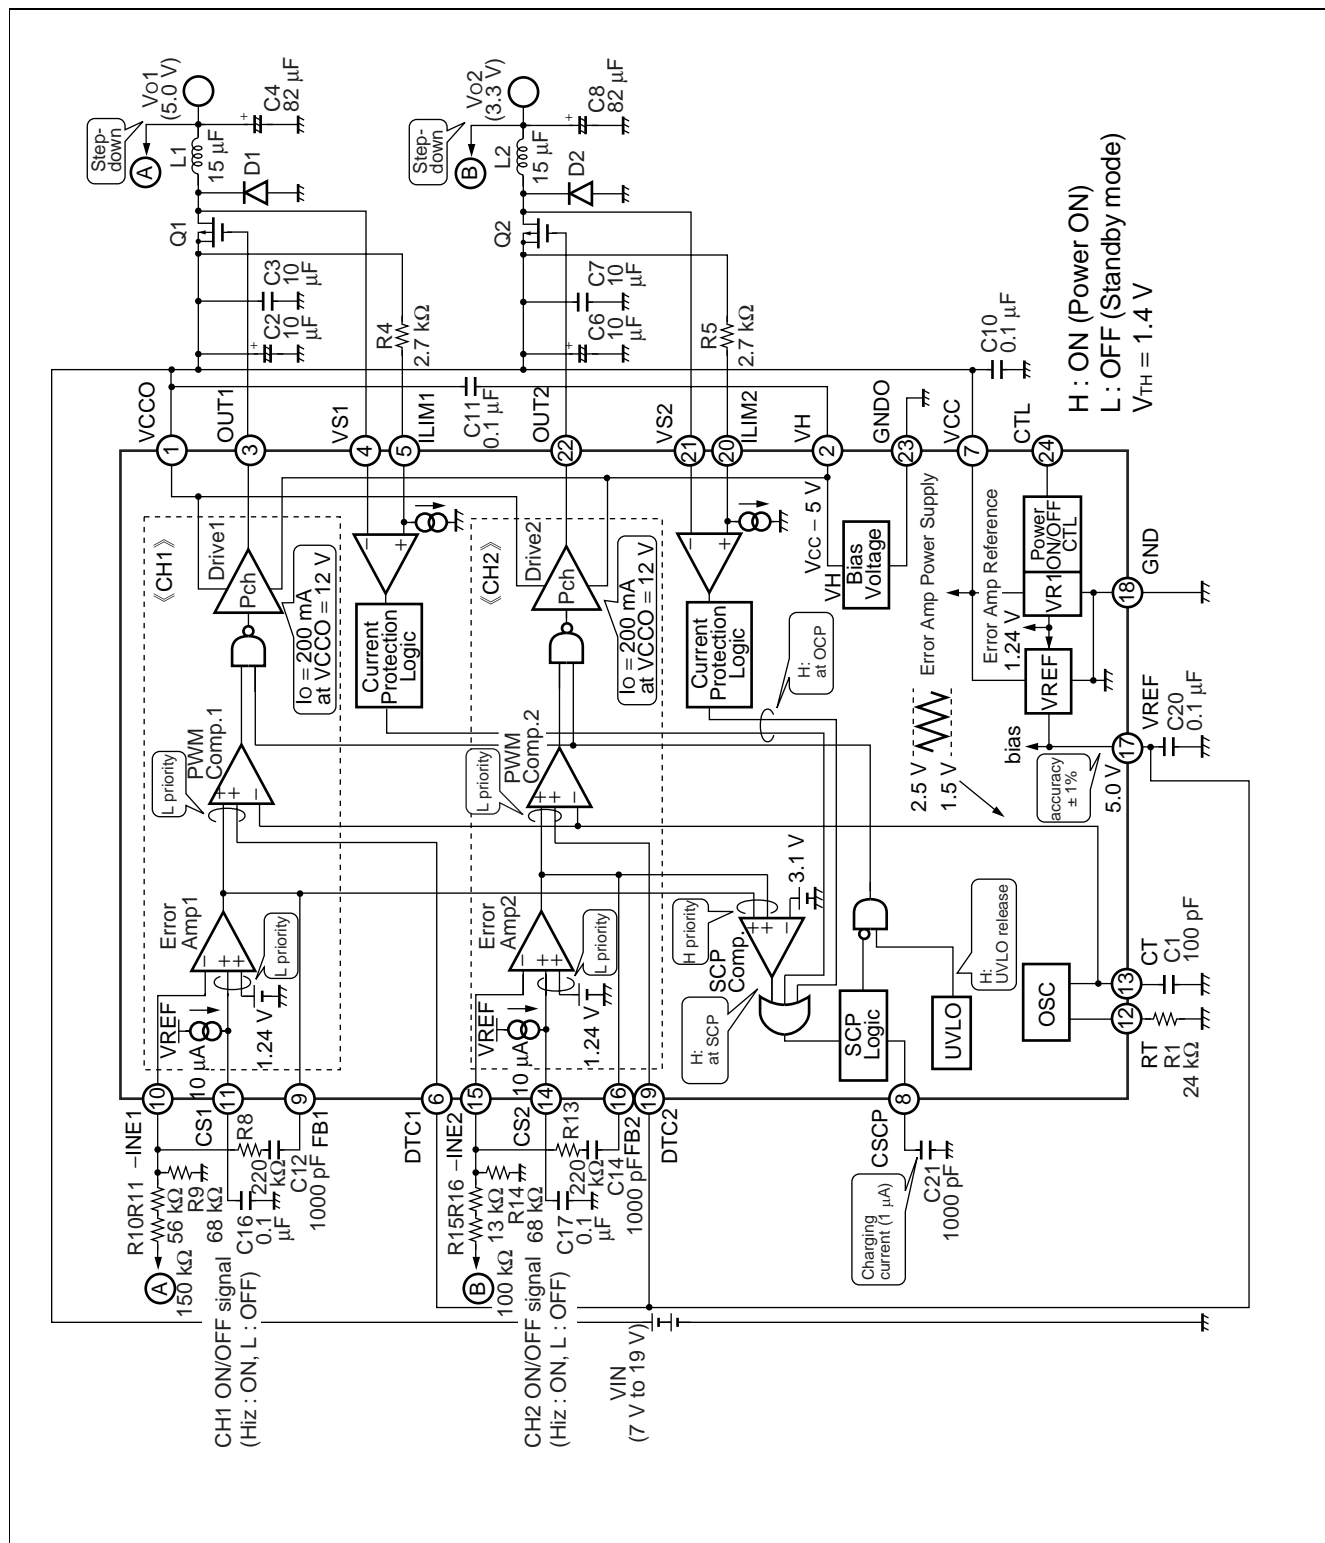 Step-
down
A
VO1
(5.0 V)
L1
15 μF
C4
82 μF
+
D1
Q1
C3
10
μF
C2
10
μF
+
R4
2.7 kΩ
Step-
down
B
VO2
(3.3 V)
L2
15 μF
C8
82 μF
+
D2
Q2
C7
10
μF
C6
10
μF
+
R5
2.7 kΩ
C11
0.1 μF
C10
0.1 μF
H : ON (Power ON)
L : OFF (Standby mode)
VTH = 1.4 V
VCCO
1
OUT1
3
VS1
4
ILIM1
5
OUT2
22
VS2
21
ILIM2
20
VH
2
GNDO
23
VCC
7
CTL
24
《CH1》
Drive1
Pch
IO = 200 mA
at VCCO = 12 V
PWM
Comp.1
+
+
−
L priority
Error
Amp1
−
+
+
L priority
VREF
10 μA
1.24 V
−
+
Current
Protection
Logic
《CH2》
Drive2
Pch
IO = 200 mA
at VCCO = 12 V
PWM
Comp.2
+
+
−
L priority
Error
Amp2
−
+
+
L priority
VREF
10 μA
1.24 V
−
+
Current
Protection
Logic
H:
at OCP
VCC − 5 V
VH
Bias
Voltage
Error Amp Power Supply
Error Amp Reference
1.24 V
Power
ON/OFF
CTL
VR1
VREF
bias
accuracy
± 1%
5.0 V
2.5 V
1.5 V
H priority
SCP
Comp.
+
+
−
3.1 V
H:
at SCP
SCP
Logic
UVLO
H:
UVLO release
OSC
GND
18
VREF
17
C20
0.1 μF
CT
13
C1
100 pF
RT
12
R1
24 kΩ
−INE1
10
CS1
11
FB1
9
DTC1
6
−INE2
15
CS2
14
FB2
16
DTC2
19
CSCP
8
A
R10
R11
150 kΩ
56 kΩ
R9
68 kΩ
R8
220
kΩ
C12
1000 pF
C16
0.1
μF
CH1 ON/OFF signal
(Hiz : ON, L : OFF)
B
R15
R16
100 kΩ
13 kΩ
R14
68 kΩ
R13
220
kΩ
C14
1000 pF
C17
0.1
μF
CH2 ON/OFF signal
(Hiz : ON, L : OFF)
VIN
(7 V to 19 V)
Charging
current (1 μA)
C21
1000 pF